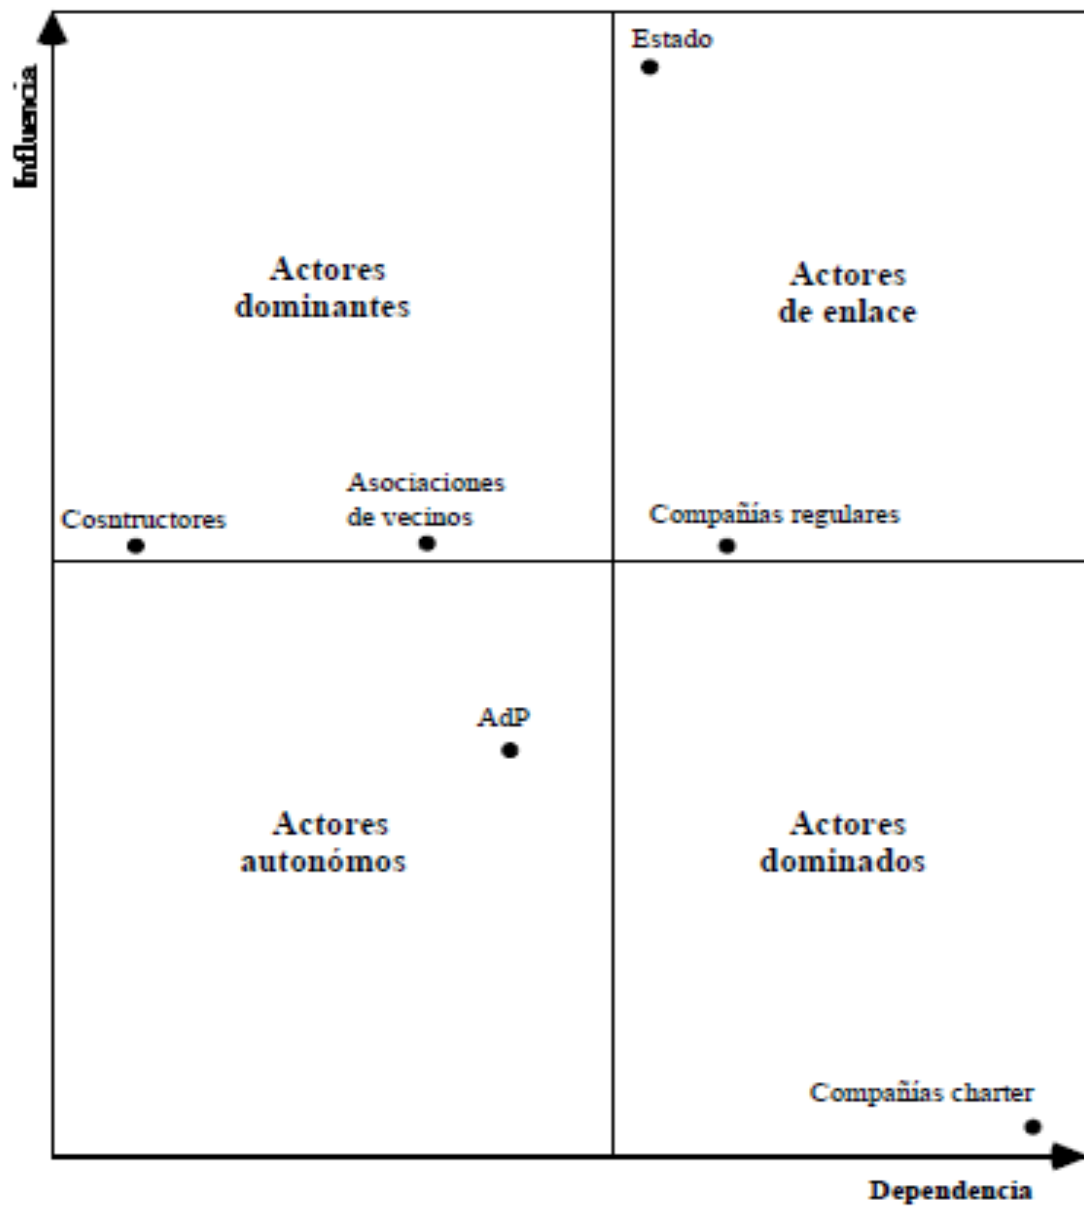 Influencia
Estado
Actores
dominantes
Actores
de enlace
Cosntructores
Asociaciones
de vecinos
Compañías regulares
AdP
Actores
autonómos
Actores
dominados
Compañías charter
Dependencia